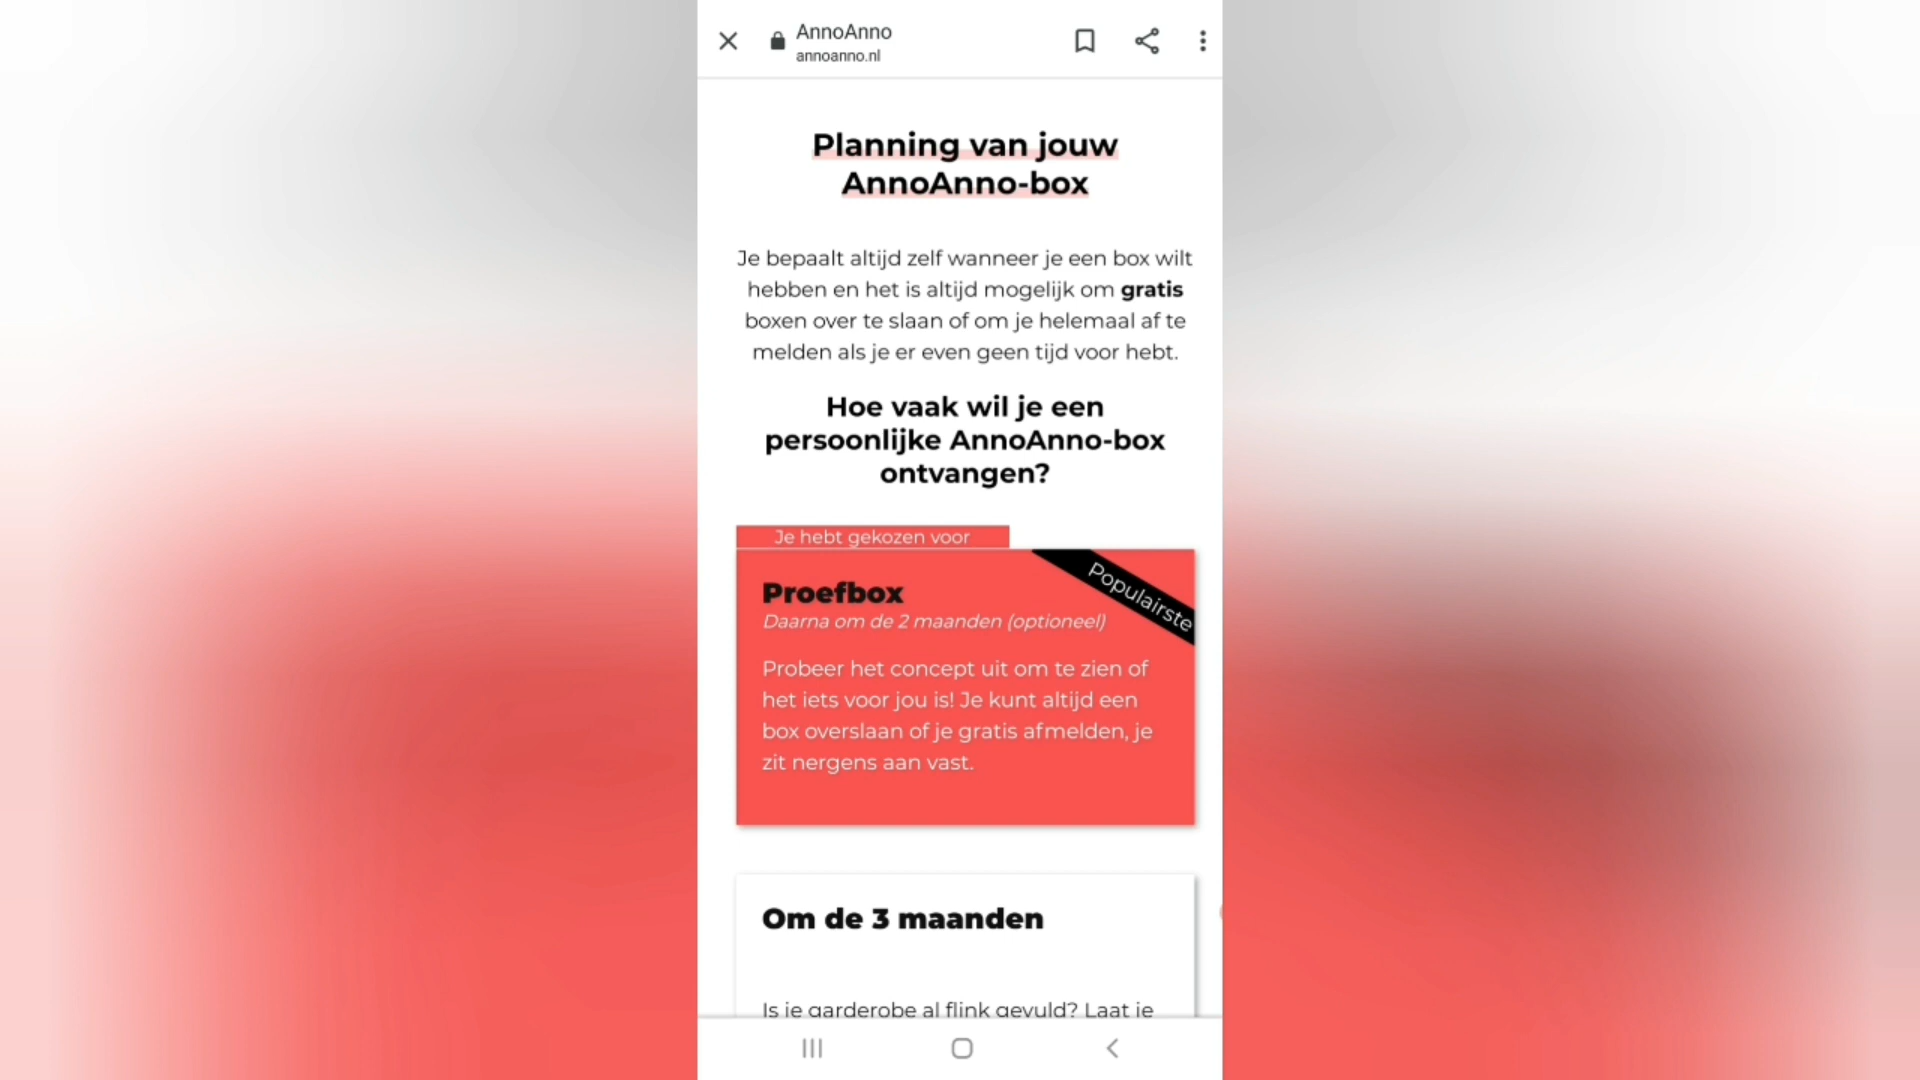 AnnoAnno
annoanno.nl
Planning van jouw
AnnoAnno-box
Je bepaalt altijd zelf wanneer je een box wilt
hebben en het is altijd mogelijk om gratis
boxen over te slaan of om je helemaal af te
melden als je er even geen tijd voor hebt.
Hoe vaak wil je een
persoonlijke AnnoAnno-box
ontvangen?
Je hebt gekozen voor
Populairste
Proefbox
Daarna om de 2 maanden (optioneel)
Probeer het concept uit om te zien of
het iets voor jou is! Je kunt altijd een
box overslaan of je gratis afmelden, je
zit nergens aan vast.
Om de 3 maanden
Is je garderobe al flink gevuld? Laat je